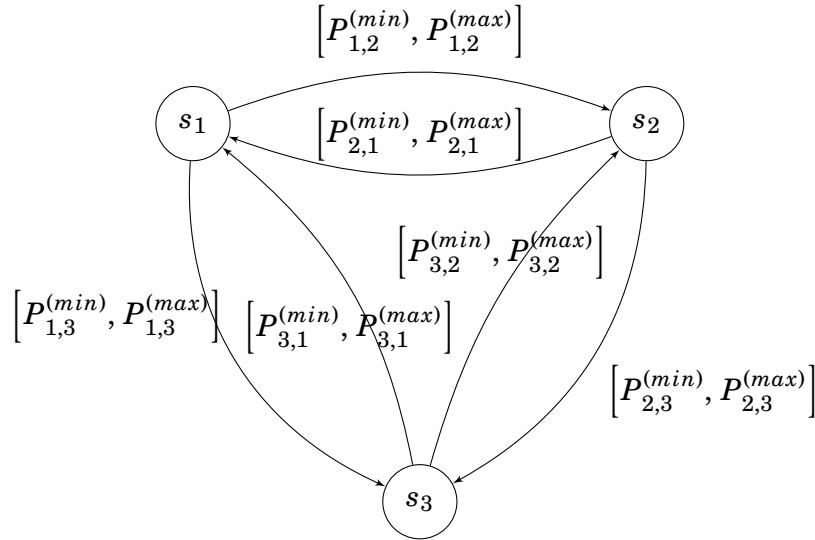 [P_{1,2}^{(min)}, P_{1,2}^{(max)}]
s_1
s_2
[P_{2,1}^{(min)}, P_{2,1}^{(max)}]
[P_{3,2}^{(min)}, P_{3,2}^{(max)}]
[P_{1,3}^{(min)}, P_{1,3}^{(max)}]
[P_{3,1}^{(min)}, P_{3,1}^{(max)}]
[P_{2,3}^{(min)}, P_{2,3}^{(max)}]
s_3